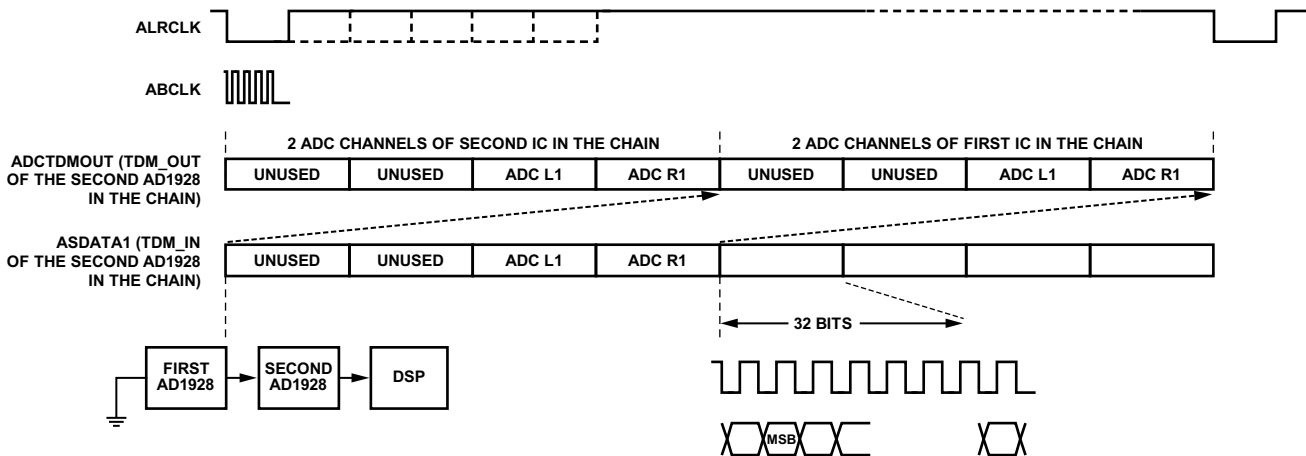 ALRCLK
ABCLK
2 ADC CHANNELS OF SECOND IC IN THE CHAIN
2 ADC CHANNELS OF FIRST IC IN THE CHAIN
ADCTDMOUT (TDM_OUT
OF THE SECOND AD1928
IN THE CHAIN)
UNUSED
UNUSED
ADC L1
ADC R1
UNUSED
UNUSED
ADC L1
ADC R1
ASDATA1 (TDM_IN
OF THE SECOND AD1928
IN THE CHAIN)
UNUSED
UNUSED
ADC L1
ADC R1
32 BITS
FIRST
AD1928
SECOND
AD1928
DSP
MSB